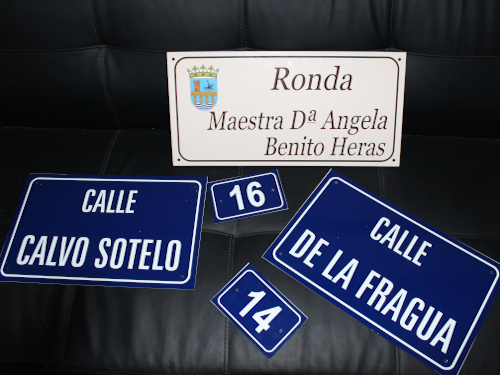 Ronda
Maestra Dª Angela
Benito Heras
CALLE
CALVO SOTELO
16
CALLE
DE LA FRAGUA
14